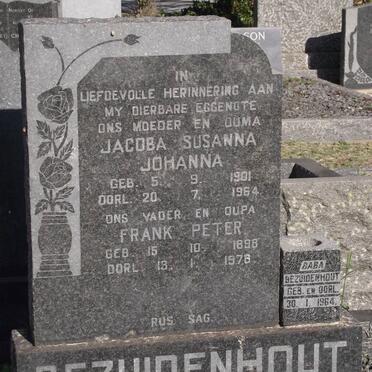 IN
LIEFDEVOLLE HERINNERING AAN
MY DIERBARE EGGENOTE
ONS MOEDER EN OUMA
JACOBA SUSANNA
JOHANNA
GEB. 5. 9. 1901
OORL. 20. 7. 1964.
ONS VADER EN OUPA
FRANK PETER
GEB. 15. 10. 1898
OORL. 13. 1. 1978
RUS SAG.
BEZUIDENHOUT
BABA
BEZUIDENHOUT
GEB. EN OORL.
30. 1. 1964.
SON